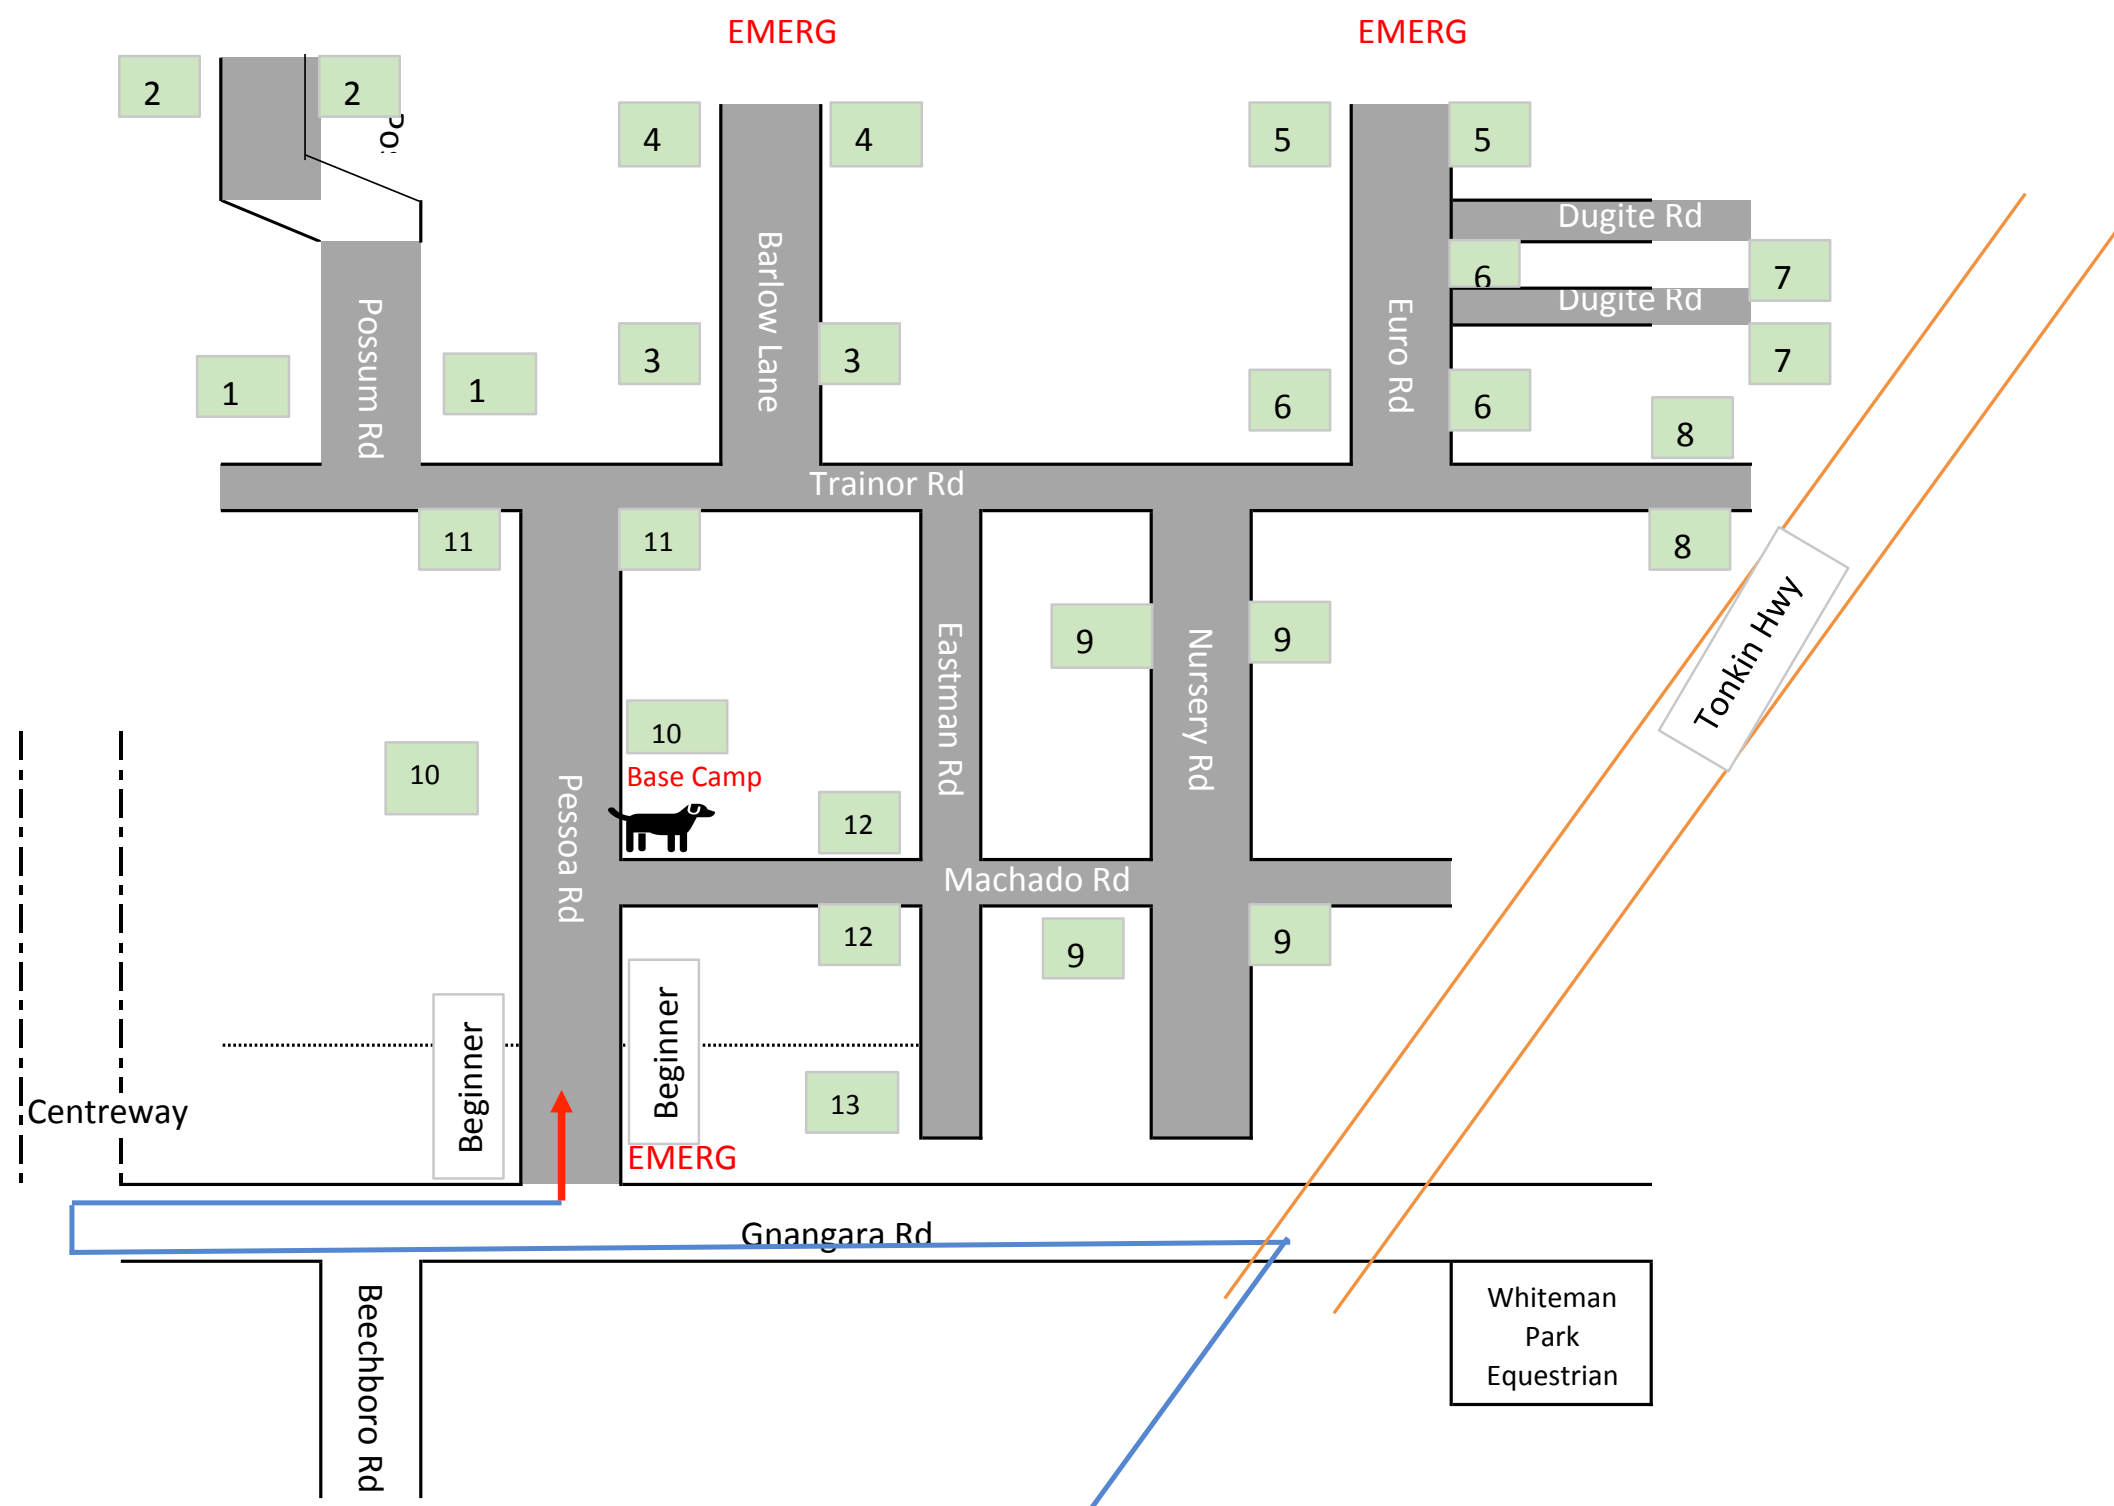 EMERG
EMERG
2
2
4
4
5
5
Dugite Rd
6
7
Dugite Rd
Barlow Lane
Possum Rd
Euro Rd
1
1
3
3
7
6
6
8
Trainor Rd
11
11
8
9
9
Tonkin Hwy
Eastman Rd
Nursery Rd
10
10
Base Camp
Pessoa Rd
12
Machado Rd
12
9
9
Beginner
Beginner
13
Centreway
EMERG
Gnangara Rd
Beechboro Rd
Whiteman
Park
Equestrian